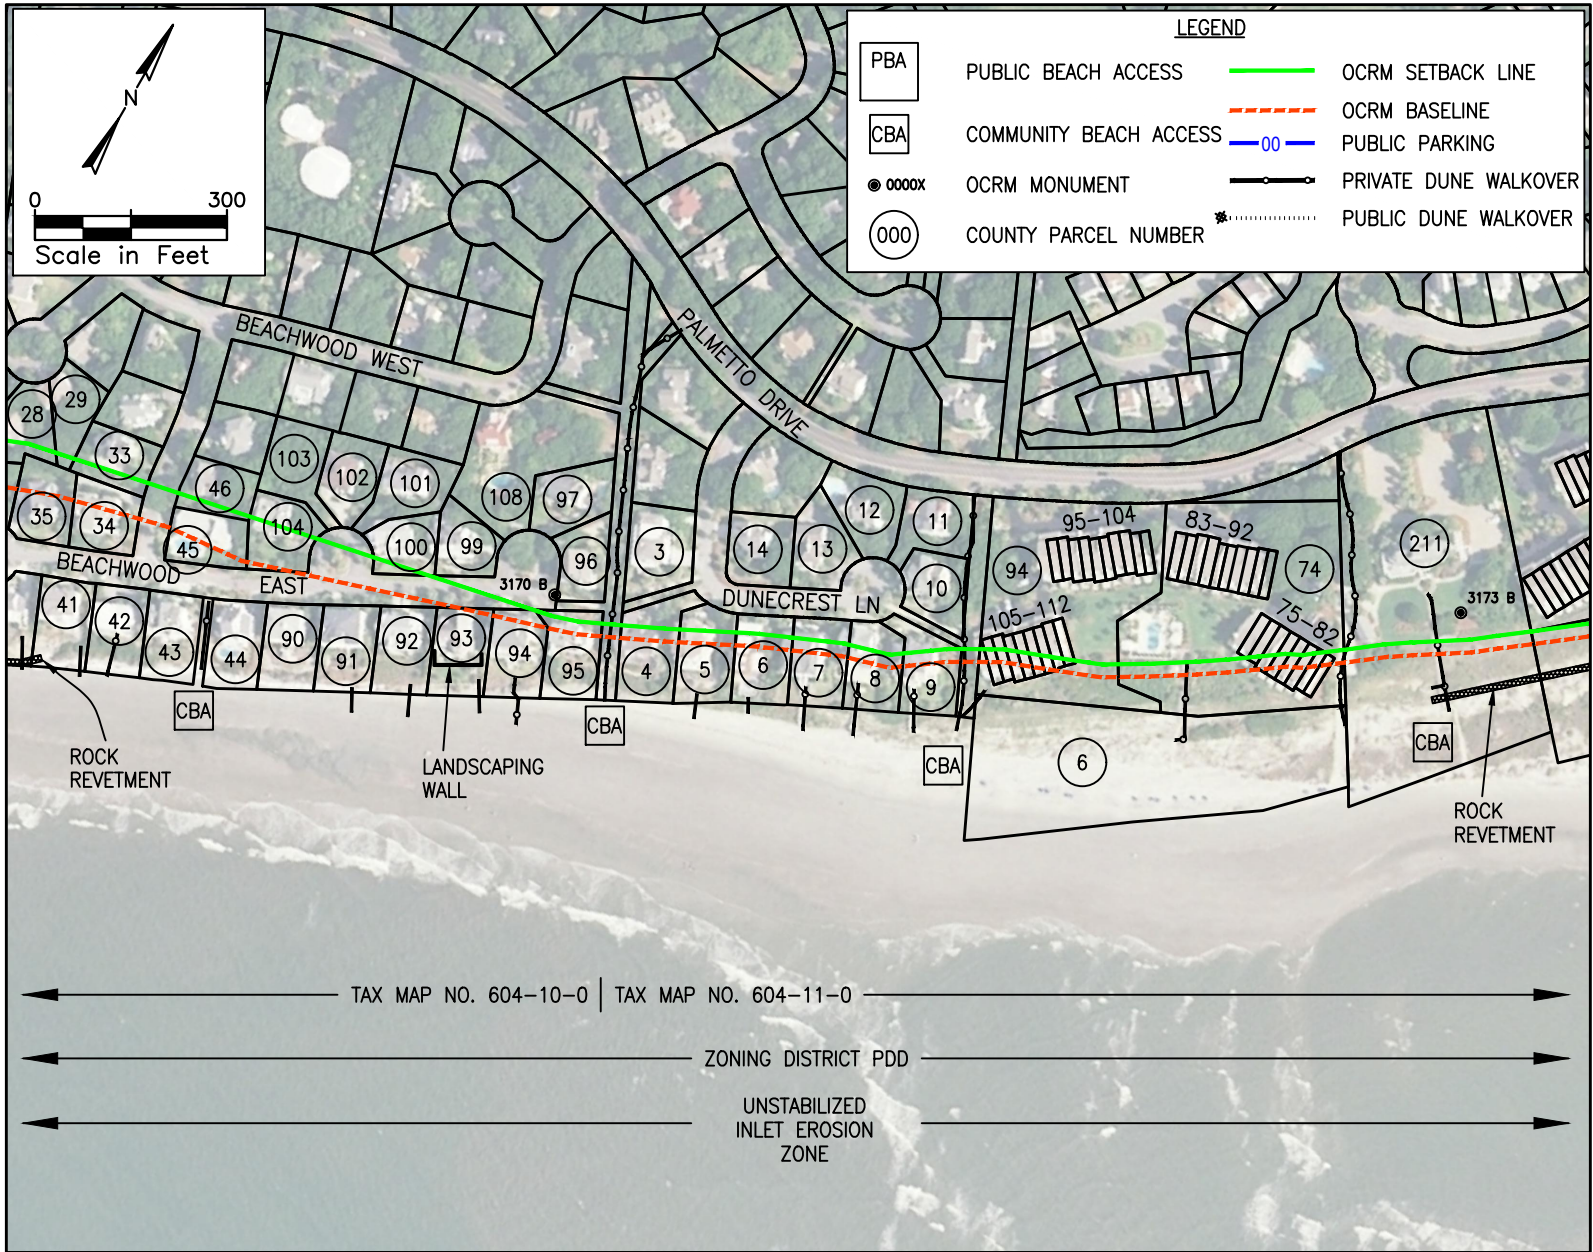 N
0 300
Scale in Feet
LEGEND
PBA PUBLIC BEACH ACCESS
CBA COMMUNITY BEACH ACCESS
0000X OCRM MONUMENT
000 COUNTY PARCEL NUMBER
OCRM SETBACK LINE
OCRM BASELINE
00 PUBLIC PARKING
PRIVATE DUNE WALKOVER
PUBLIC DUNE WALKOVER
BEACHWOOD WEST
PALMETTO DRIVE
28
29
33
46
103
102
101
108
97
35
34
45
104
100
99
96
3
14
13
12
11
10
94
95-104
83-92
74
211
BEACHWOOD EAST
3170 B
DUNECREST LN
105-112
75-82
3173 B
41
42
43
44
90
91
92
93
94
95
4
5
6
7
8
9
CBA
CBA
CBA
CBA
6
ROCK
REVETMENT
LANDSCAPING
WALL
ROCK
REVETMENT
TAX MAP NO. 604-10-0 | TAX MAP NO. 604-11-0
ZONING DISTRICT PDD
UNSTABILIZED
INLET EROSION
ZONE